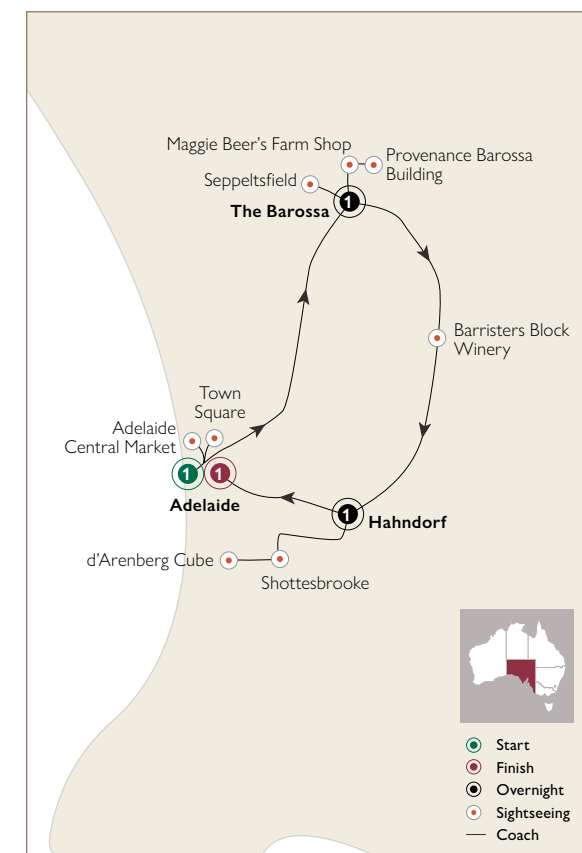 Maggie Beer's Farm Shop
Provenance Barossa
Building
Seppeltsfield
1
The Barossa
Barristers Block
Winery
Town
Square
Adelaide
Central Market
1
1
Adelaide
1
Hahndorf
d'Arenberg Cube
Shottesbrooke
Start
Finish
Overnight
Sightseeing
Coach